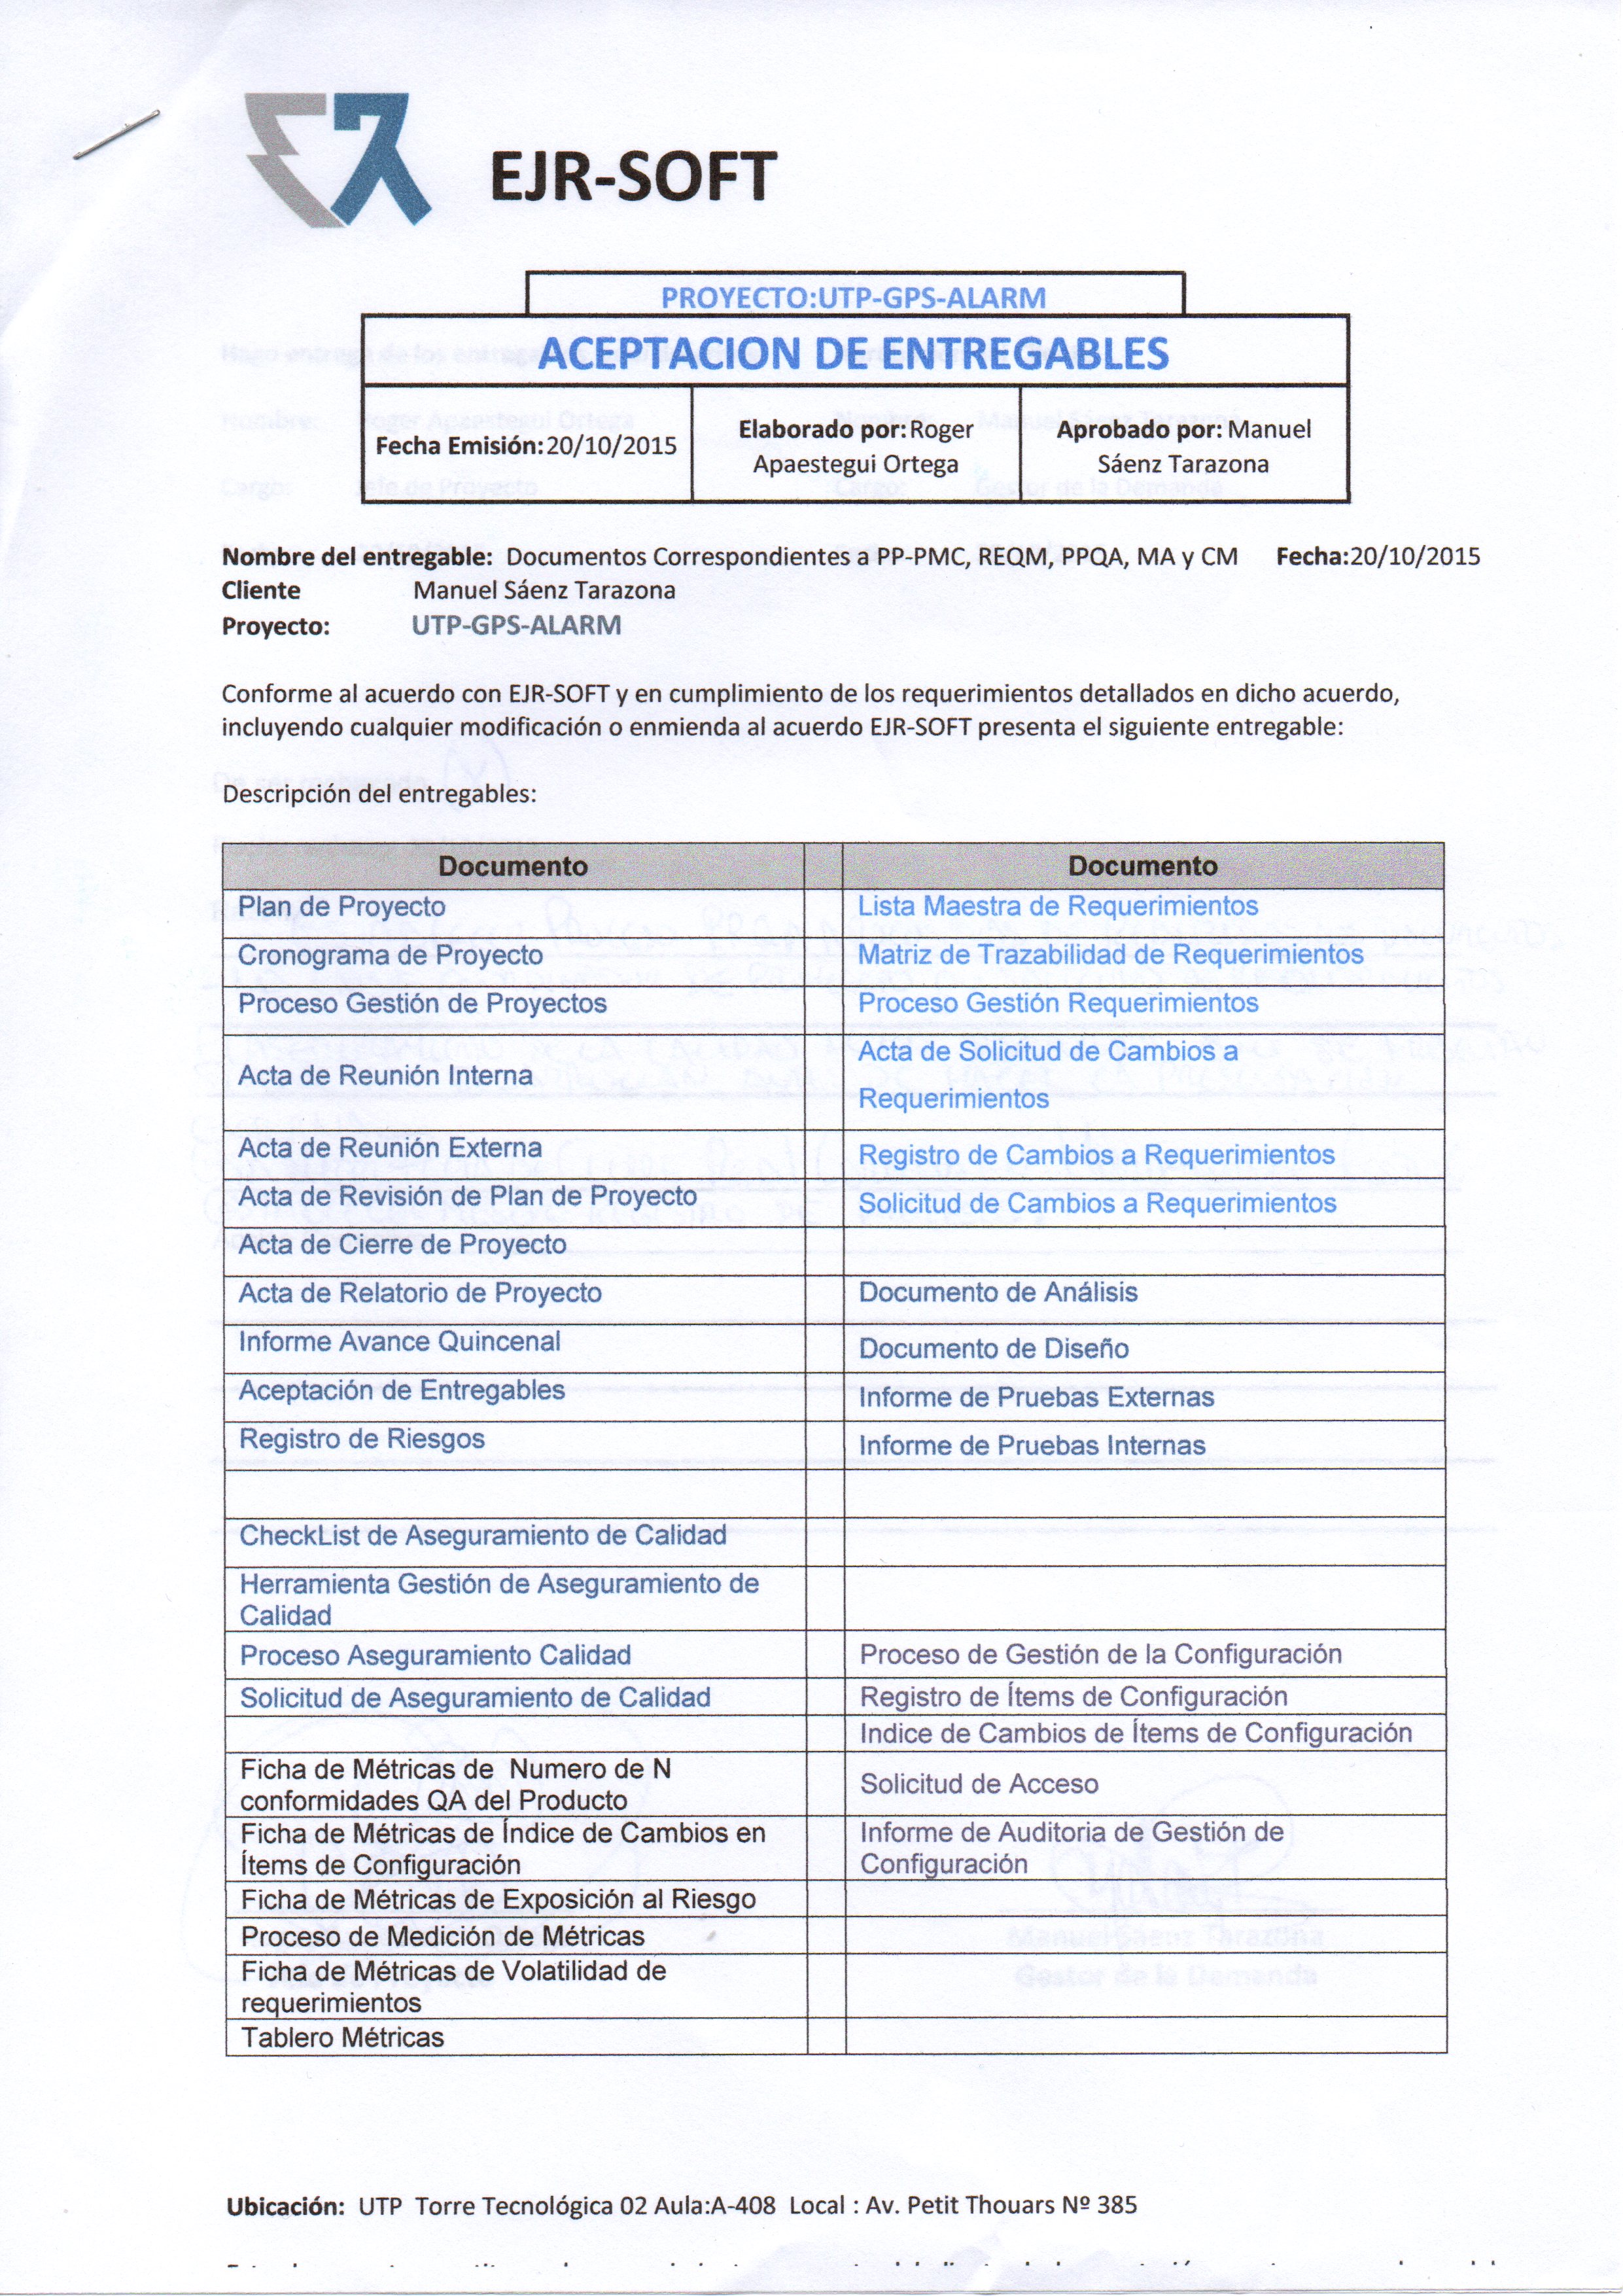 EJR-SOFT
PROYECTO:UTP-GPS-ALARM
ACEPTACION DE ENTREGABLES
Fecha Emisión:20/10/2015
Elaborado por:Roger
Apaestegui Ortega
Aprobado por: Manuel
Sáenz Tarazona
Nombre del entregable: Documentos Correspondientes a PP-PMC, REQM, PPQA, MA y CM Fecha:20/10/2015
Cliente Manuel Sáenz Tarazona
Proyecto: UTP-GPS-ALARM
Conforme al acuerdo con EJR-SOFT y en cumplimiento de los requerimientos detallados en dicho acuerdo,
incluyendo cualquier modificación o enmienda al acuerdo EJR-SOFT presenta el siguiente entregable:
Descripción del entregables:
Documento Documento
Plan de Proyecto Lista Maestra de Requerimientos
Cronograma de Proyecto Matriz de Trazabilidad de Requerimientos
Proceso Gestión de Proyectos Proceso Gestión Requerimientos
Acta de Reunión Interna
Acta de Solicitud de Cambios a
Requerimientos
Acta de Reunión Externa Registro de Cambios a Requerimientos
Acta de Revisión de Plan de Proyecto Solicitud de Cambios a Requerimientos
Acta de Cierre de Proyecto
Acta de Relatorio de Proyecto Documento de Análisis
Informe Avance Quincenal Documento de Diseño
Aceptación de Entregables Informe de Pruebas Externas
Registro de Riesgos Informe de Pruebas Internas
CheckList de Aseguramiento de Calidad
Herramienta Gestión de Aseguramiento de
Calidad
Proceso Aseguramiento Calidad Proceso de Gestión de la Configuración
Solicitud de Aseguramiento de Calidad Registro de Ítems de Configuración
Indice de Cambios de Ítems de Configuración
Ficha de Métricas de Numero de N
conformidades QA del Producto
Solicitud de Acceso
Ficha de Métricas de Índice de Cambios en
Ítems de Configuración
Informe de Auditoria de Gestión de
Configuración
Ficha de Métricas de Exposición al Riesgo
Proceso de Medición de Métricas
Ficha de Métricas de Volatilidad de
requerimientos
Tablero Métricas
Ubicación: UTP Torre Tecnológica 02 Aula:A-408 Local : Av. Petit Thouars Nº 385